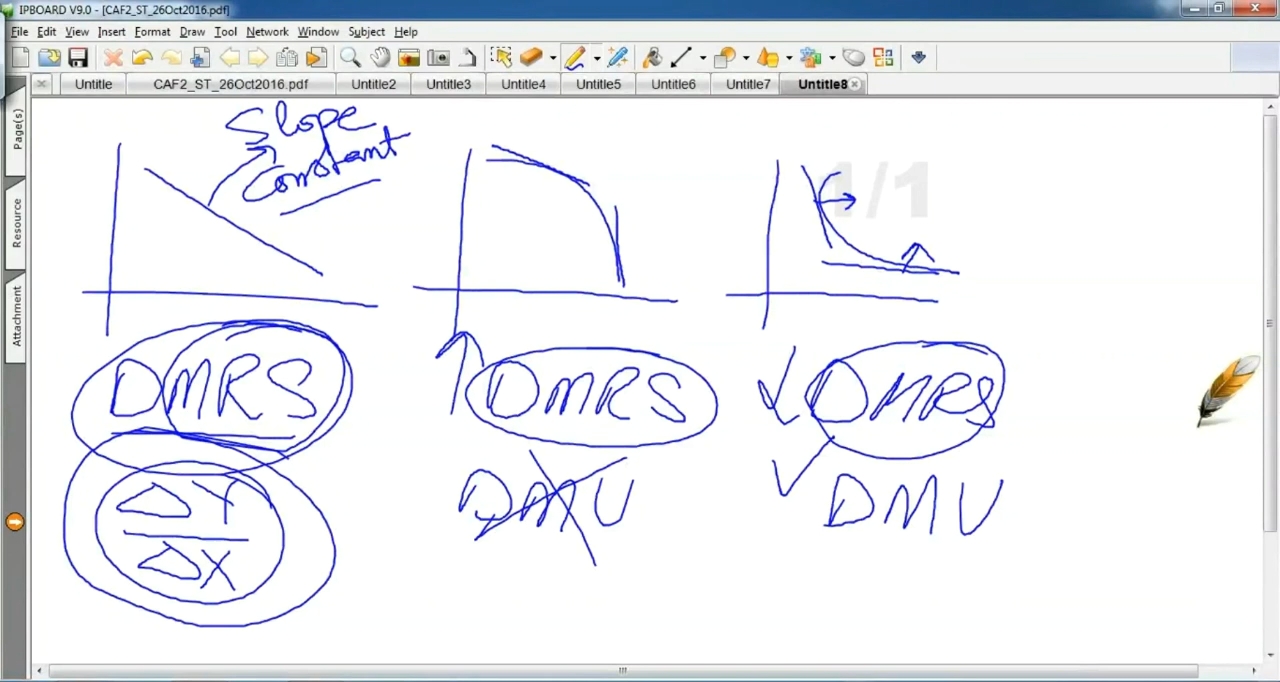 IPBOARD V9.0 - [CAF2_ST_26Oct2016.pdf]
File Edit View Insert Format Draw Tool Network Window Subject Help
Untitle CAF2_ST_26Oct2016.pdf Untitle2 Untitle3 Untitle4 Untitle5 Untitle6 Untitle7 Untitle8
Page(s)
Resource
Attachment
Slope
Constant
1/1
DMRS DMRS DMRS
DMU DMU
ΔY
ΔX